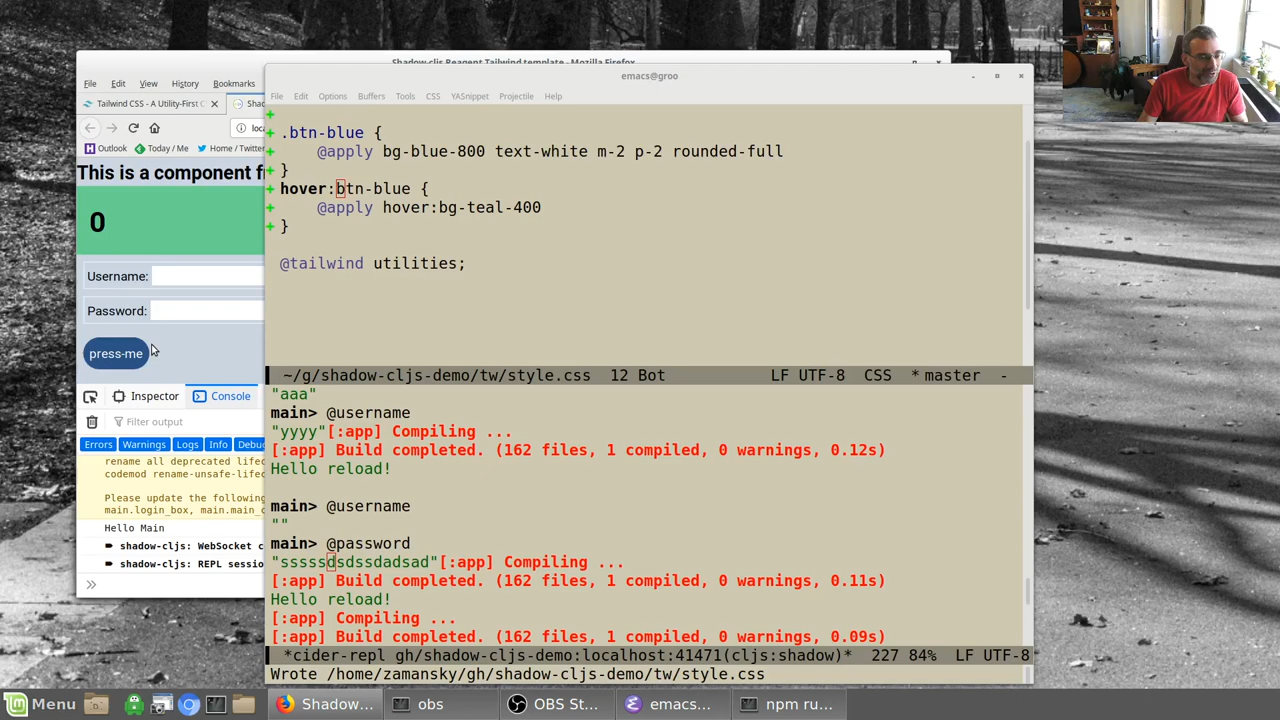 Shadow-cljs Reagent Tailwind template - Mozilla Firefox
File Edit View History Bookmarks
Tailwind CSS - A Utility-First C
Shad
loca
Outlook Today / Me Home / Twitter
This is a component f
0
Username:
Password:
press-me
Inspector Console
Filter output
Errors Warnings Logs Info Debu
rename all deprecated lifec
codemod rename-unsafe-lifec
Please update the following
main.login_box, main.main_c
Hello Main
shadow-cljs: WebSocket c
shadow-cljs: REPL sessio
emacs@groo
File Edit Options Buffers Tools CSS YASnippet Projectile Help
+
+ .btn-blue {
+ @apply bg-blue-800 text-white m-2 p-2 rounded-full
+ }
+ hover:btn-blue {
+ @apply hover:bg-teal-400
+ }
@tailwind utilities;
~/g/shadow-cljs-demo/tw/style.css 12 Bot LF UTF-8 CSS *master -
"aaa"
main> @username
"yyyy"[:app] Compiling ...
[:app] Build completed. (162 files, 1 compiled, 0 warnings, 0.12s)
Hello reload!
main> @username
""
main> @password
"sssssdsdssdadsad"[:app] Compiling ...
[:app] Build completed. (162 files, 1 compiled, 0 warnings, 0.11s)
Hello reload!
[:app] Compiling ...
[:app] Build completed. (162 files, 1 compiled, 0 warnings, 0.09s)
*cider-repl gh/shadow-cljs-demo:localhost:41471(cljs:shadow)* 227 84% LF UTF-8
Wrote /home/zamansky/gh/shadow-cljs-demo/tw/style.css
Menu Shadow... obs OBS St... emacs... npm ru...